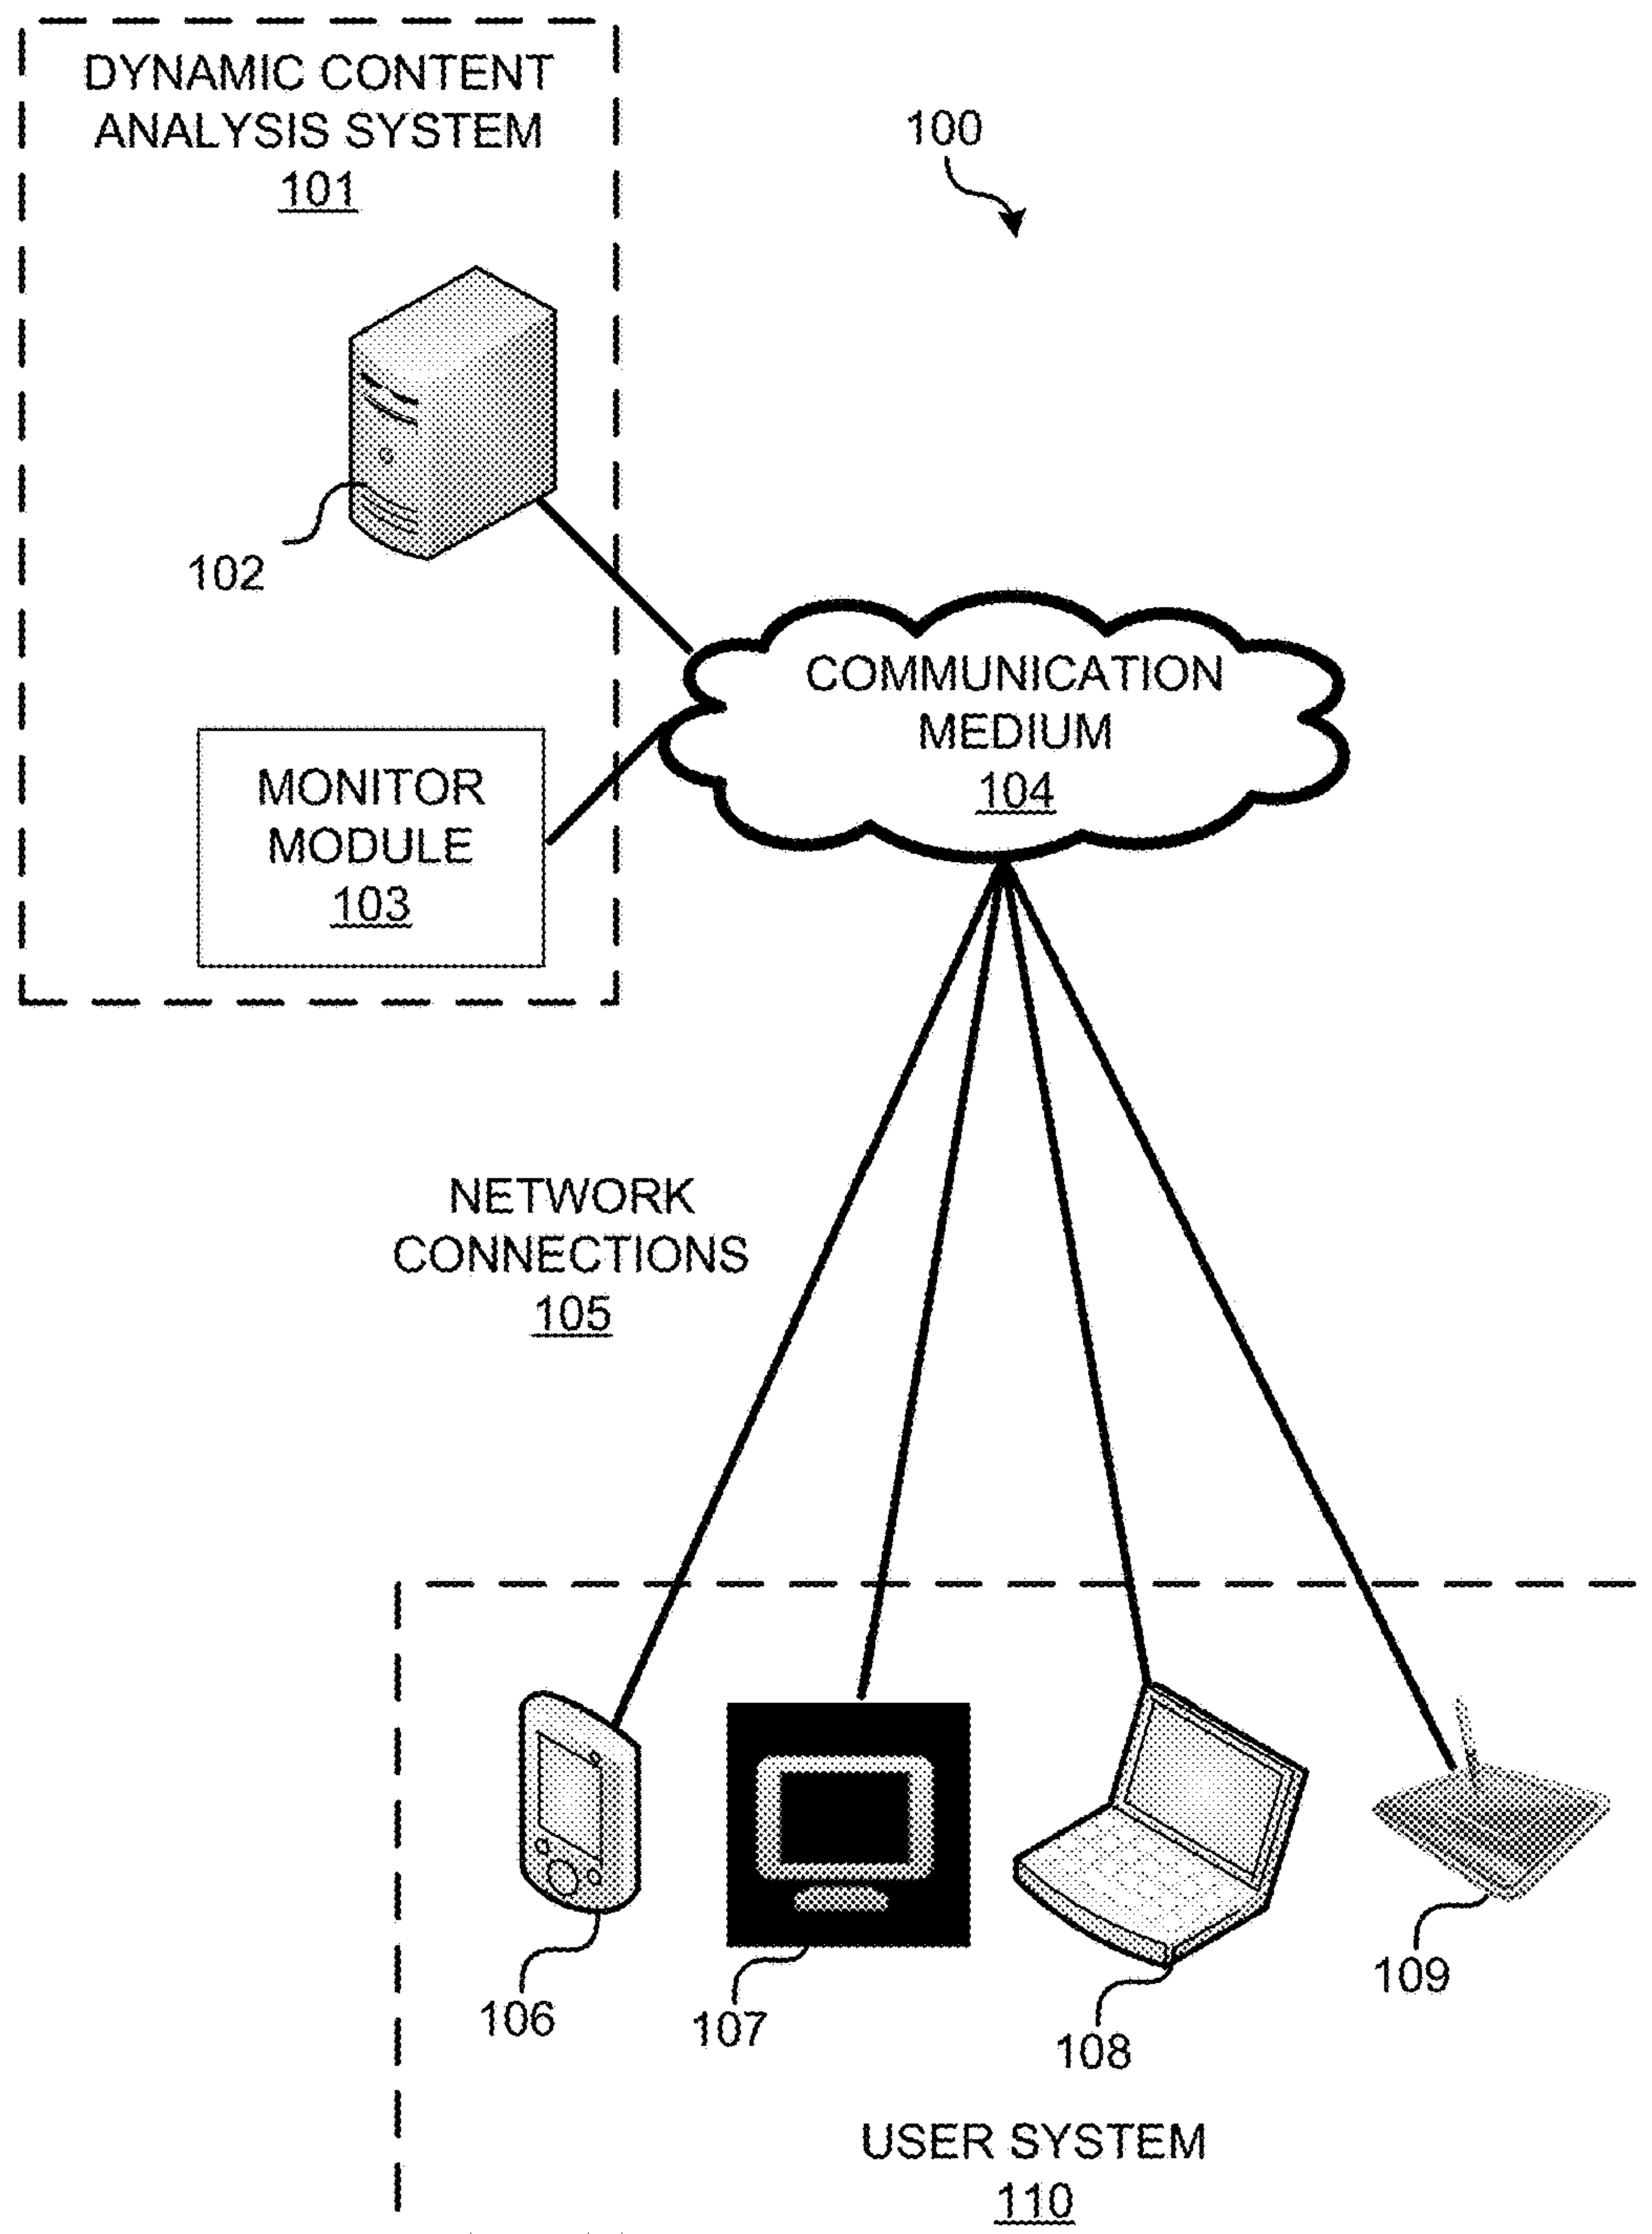 DYNAMIC CONTENT
ANALYSIS SYSTEM
101
100
102
COMMUNICATION
MEDIUM
104
MONITOR
MODULE
103
NETWORK
CONNECTIONS
105
106
107
108
109
USER SYSTEM
110